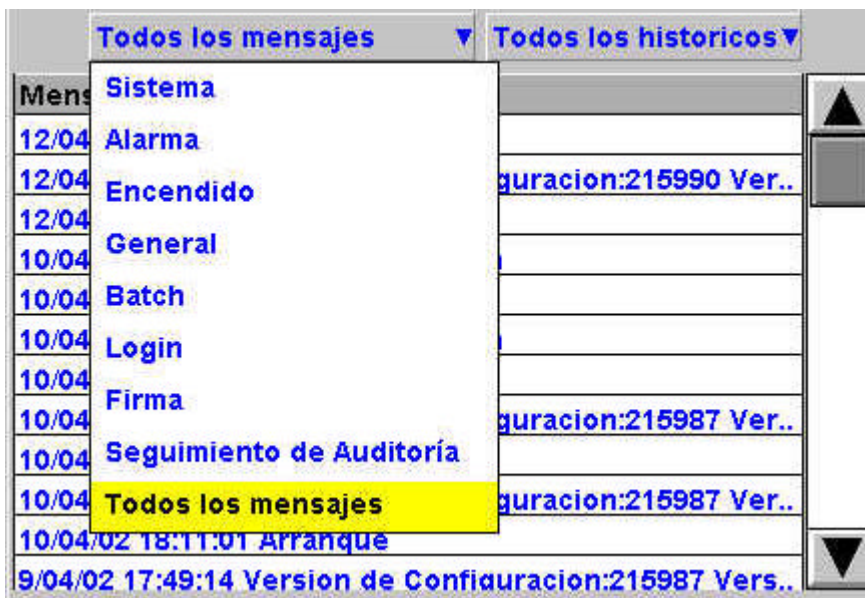 Todos los mensajes Todos los historicos
Mens
Sistema
12/04
Alarma
12/04 guracion:215990 Ver..
Encendido
12/04
General
10/04
10/04
Batch
10/04
Login
10/04
Firma
10/04 guracion:215987 Ver..
10/04
Seguimiento de Auditoría
10/04 guracion:215987 Ver..
Todos los mensajes
10/04/02 18:11:01 Arranque
9/04/02 17:49:14 Version de Configuracion:215987 Vers..